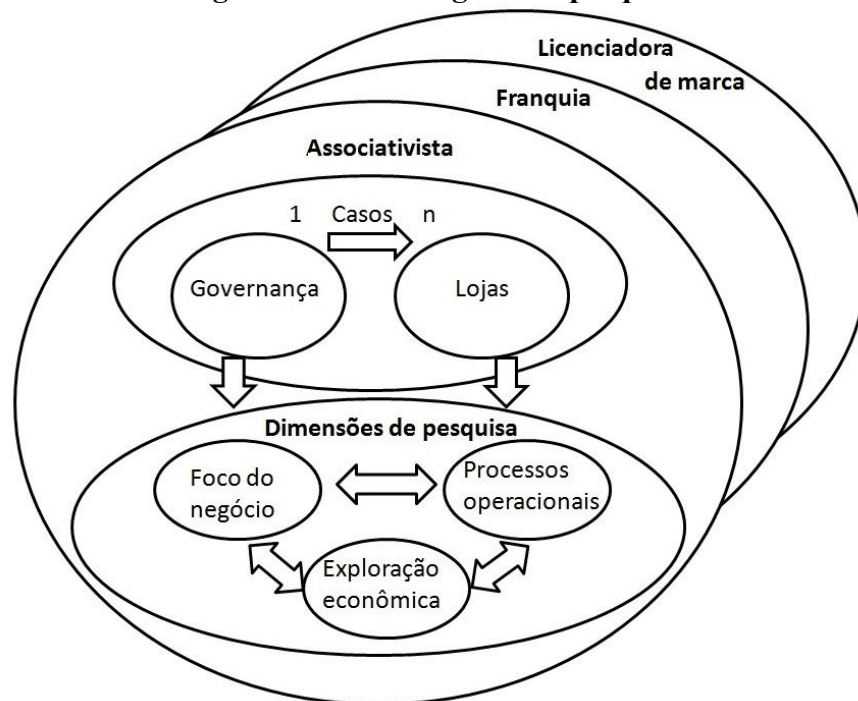 Licenciadora
de marca
Franquia
Associativista
1 Casos n
Governança
Lojas
Dimensões de pesquisa
Foco do
negócio
Processos
operacionais
Exploração
econômica